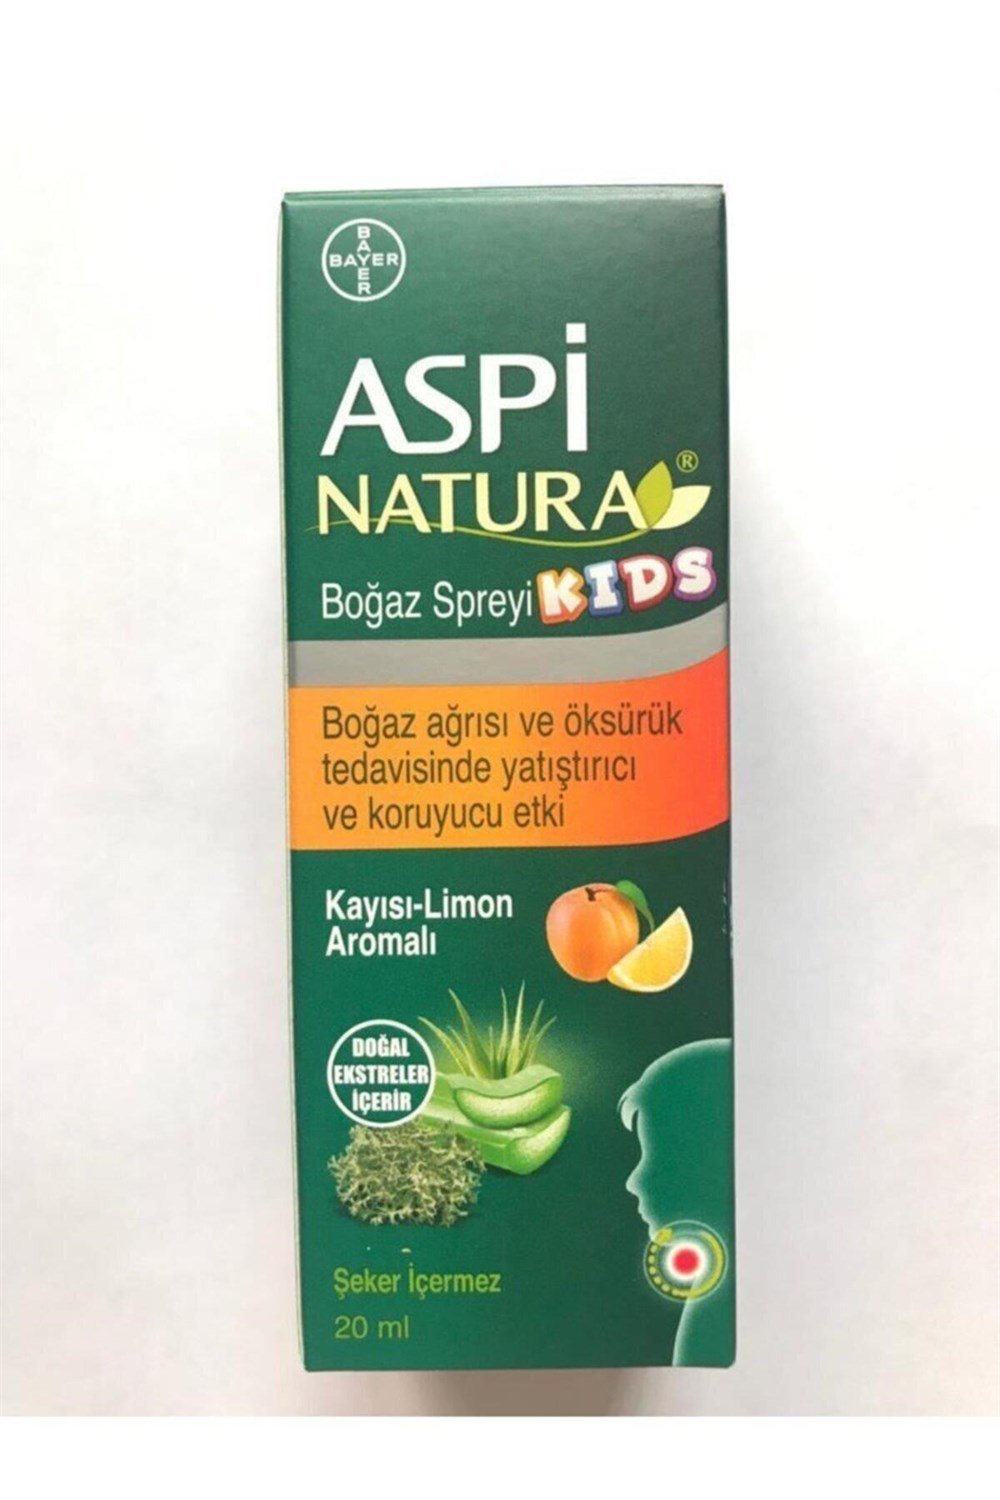 BAYER
BAYER
ASPİ
NATURA®
Boğaz Spreyi KIDS
Boğaz ağrısı ve öksürük
tedavisinde yatıştırıcı
ve koruyucu etki
Kayısı-Limon
Aromalı
DOĞAL
EKSTRELER
İÇERİR
Şeker İçermez
20 ml